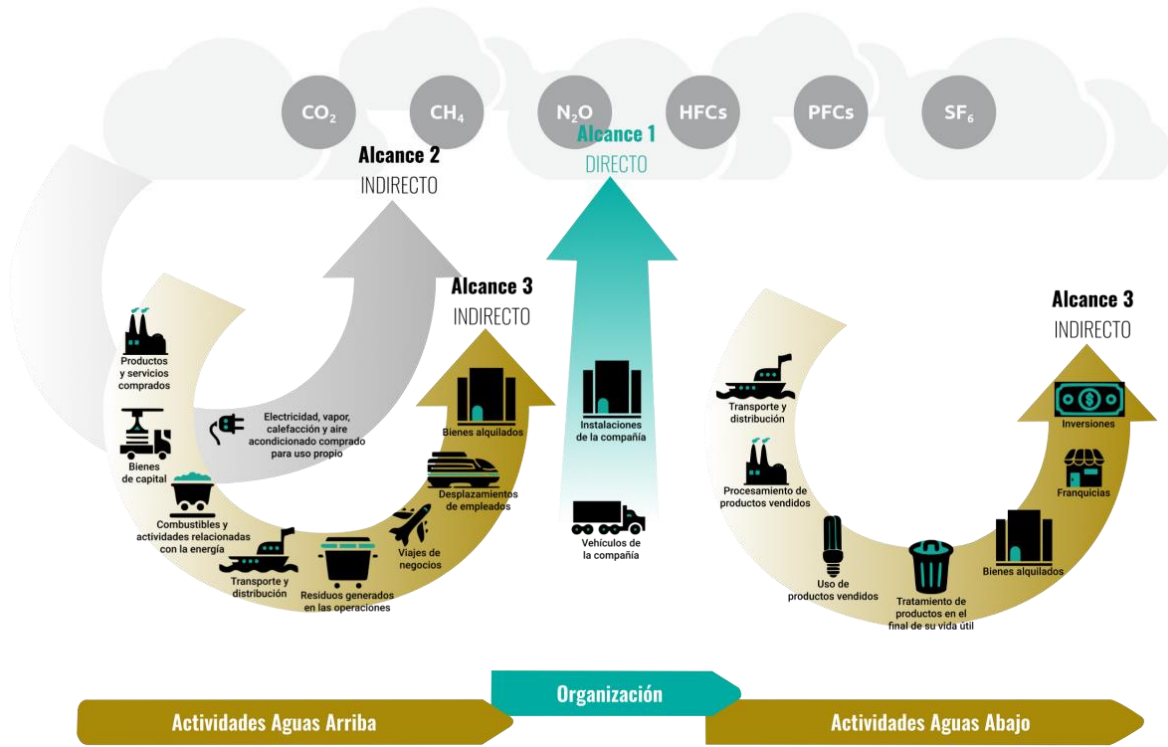 CO₂
CH₄
N₂O
HFCs
PFCs
SF₆
Alcance 2
INDIRECTO
Alcance 1
DIRECTO
Alcance 3
INDIRECTO
Alcance 3
INDIRECTO
Productos
y servicios
comprados
Bienes
de capital
Combustibles y
actividades relacionadas
con la energía
Transporte y
distribución
Residuos generados
en las operaciones
Viajes de
negocios
Desplazamientos
de empleados
Bienes alquilados
Electricidad, vapor,
calefacción y aire
acondicionado comprado
para uso propio
Instalaciones
de la compañía
Vehículos de
la compañía
Transporte y
distribución
Procesamiento de
productos vendidos
Uso de
productos vendidos
Tratamiento de
productos en el
final de su vida útil
Bienes alquilados
Franquicias
Inversiones
$
Actividades Aguas Arriba
Organización
Actividades Aguas Abajo